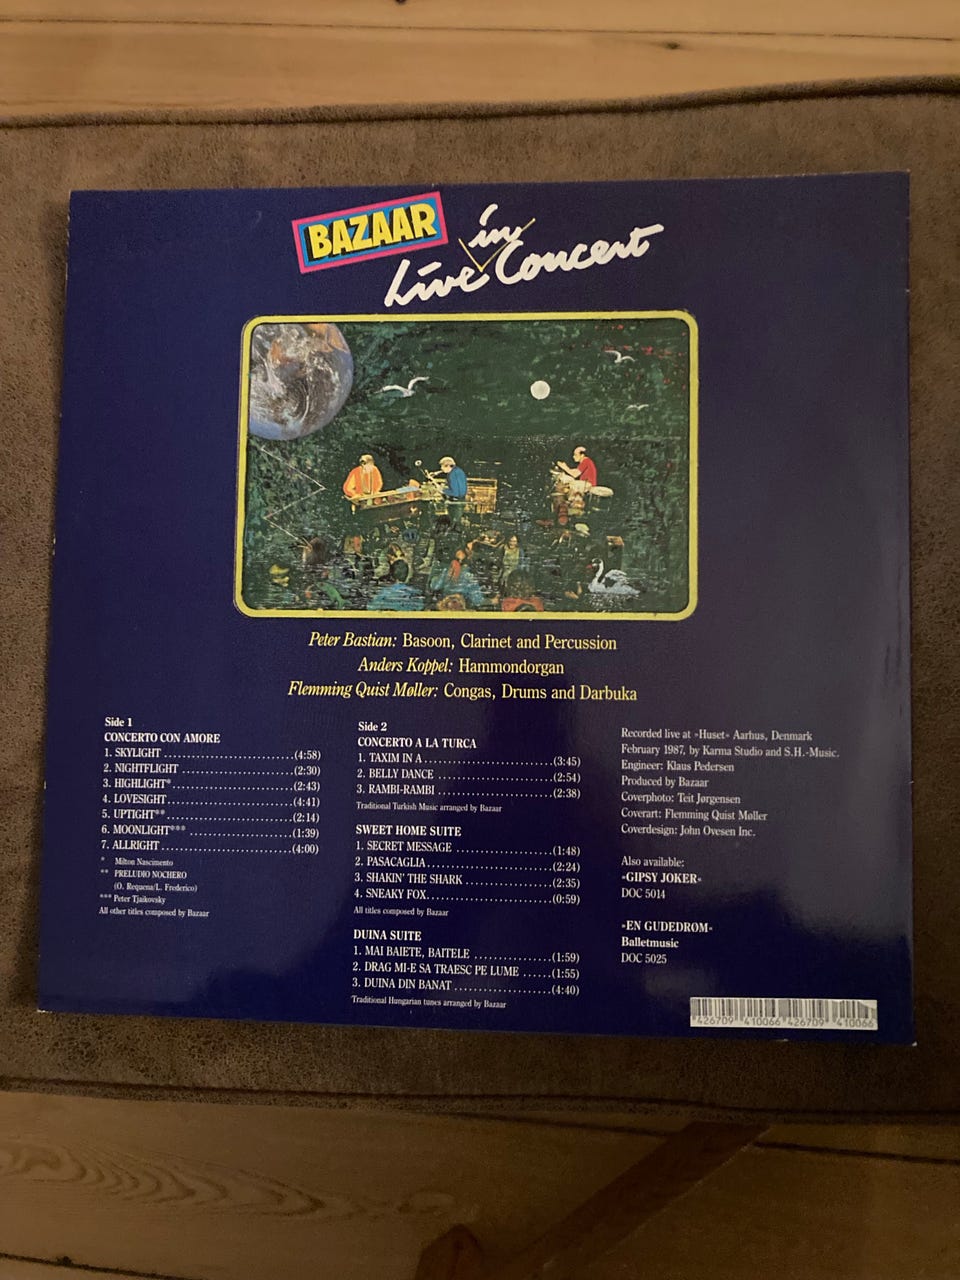 BAZAAR
in
Live Concert
Peter Bastian: Basoon, Clarinet and Percussion
Anders Koppel: Hammondorgan
Flemming Quist Møller: Congas, Drums and Darbuka
Side 1
CONCERTO CON AMORE
1. SKYLIGHT (4:58)
2. NIGHTFLIGHT (2:30)
3. HIGHLIGHT* (2:43)
4. LOVESIGHT (4:41)
5. UPTIGHT** (2:14)
6. MOONLIGHT*** (1:39)
7. ALLRIGHT (4:00)
* Milton Nascimento
** PRELUDIO NOCHERO
(O. Requena/L. Frederico)
*** Peter Tjaikovsky
All other titles composed by Bazaar
Side 2
CONCERTO A LA TURCA
1. TAXIM IN A (3:45)
2. BELLY DANCE (2:54)
3. RAMBI-RAMBI (2:38)
Traditional Turkish Music arranged by Bazaar
SWEET HOME SUITE
1. SECRET MESSAGE (1:48)
2. PASACAGLIA (2:24)
3. SHAKIN' THE SHARK (2:35)
4. SNEAKY FOX (0:59)
All titles composed by Bazaar
DUINA SUITE
1. MAI BAIETE, BAITELE (1:59)
2. DRAG MI-E SA TRAESC PE LUME (1:55)
3. DUINA DIN BANAT (4:40)
Traditional Hungarian tunes arranged by Bazaar
Recorded live at »Huset« Aarhus, Denmark
February 1987, by Karma Studio and S.H.-Music.
Engineer: Klaus Pedersen
Produced by Bazaar
Coverphoto: Teit Jørgensen
Coverart: Flemming Quist Møller
Coverdesign: John Ovesen Inc.
Also available:
»GIPSY JOKER«
DOC 5014
»EN GUDEDRØM«
Balletmusic
DOC 5025
426709 410066 426709 410066